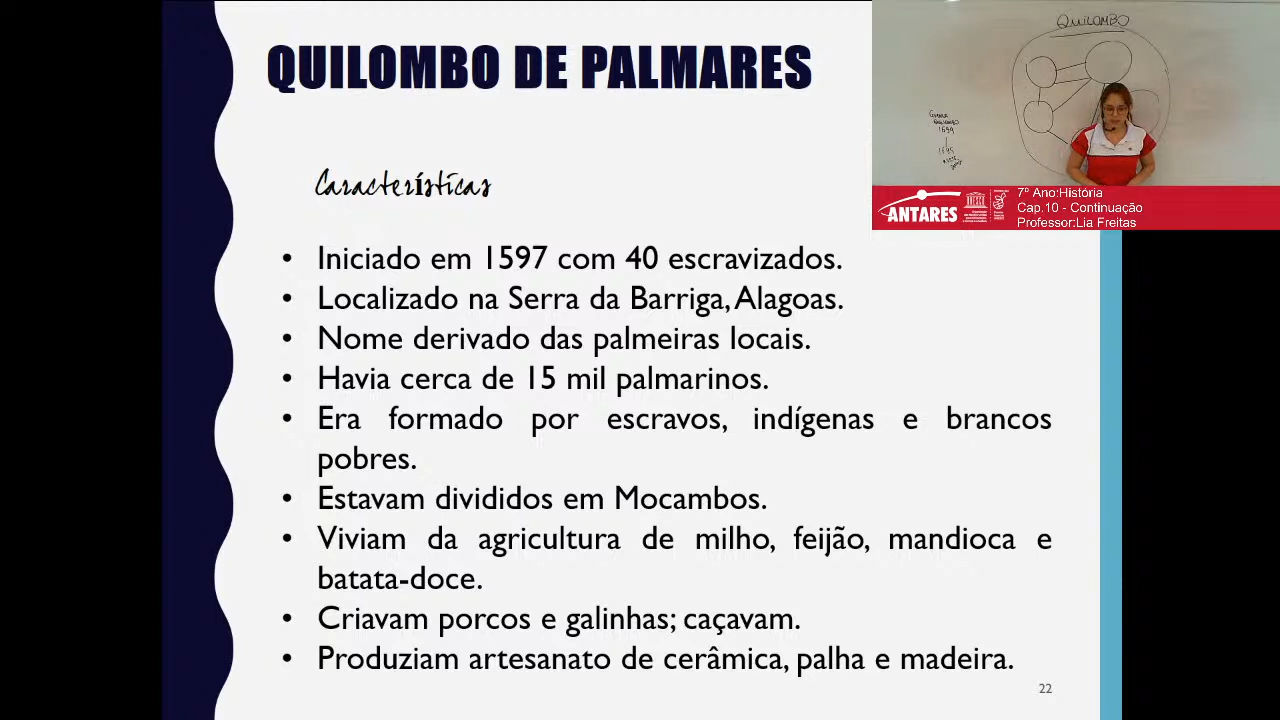 QUILOMBO DE PALMARES
Características
• Iniciado em 1597 com 40 escravizados.
• Localizado na Serra da Barriga, Alagoas.
• Nome derivado das palmeiras locais.
• Havia cerca de 15 mil palmarinos.
• Era formado por escravos, indígenas e brancos
pobres.
• Estavam divididos em Mocambos.
• Viviam da agricultura de milho, feijão, mandioca e
batata-doce.
• Criavam porcos e galinhas; caçavam.
• Produziam artesanato de cerâmica, palha e madeira.
22
QUILOMBO
1694
ANTARES
UNESCO
7º Ano:História
Cap.10 - Continuação
Professor:Lia Freitas